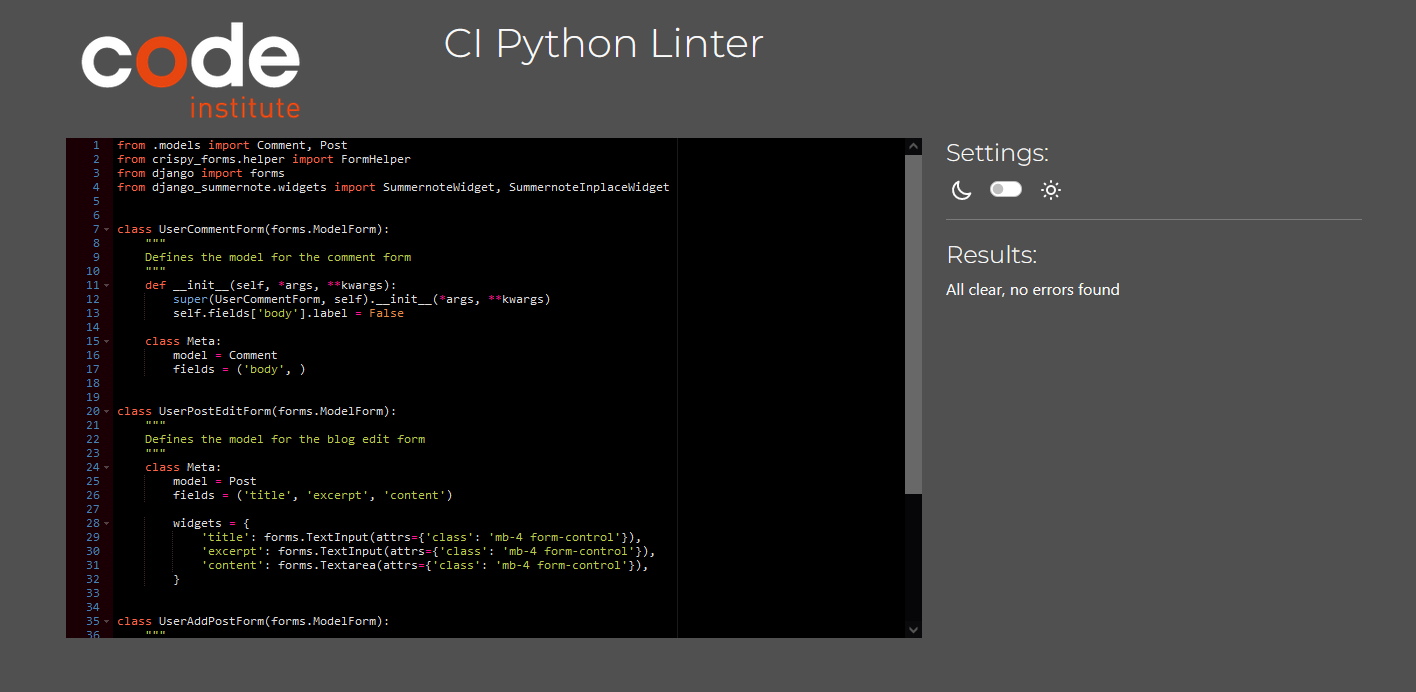 code
institute
CI Python Linter
1 from .models import Comment, Post
2 from crispy_forms.helper import FormHelper
3 from django import forms
4 from django_summernote.widgets import SummernoteWidget, SummernoteInplaceWidget
5
6
7 class UserCommentForm(forms.ModelForm):
8     """
9     Defines the model for the comment form
10     """
11     def __init__(self, *args, **kwargs):
12         super(UserCommentForm, self).__init__(*args, **kwargs)
13         self.fields['body'].label = False
14
15     class Meta:
16         model = Comment
17         fields = ('body', )
18
19
20 class UserPostEditForm(forms.ModelForm):
21     """
22     Defines the model for the blog edit form
23     """
24     class Meta:
25         model = Post
26         fields = ('title', 'excerpt', 'content')
27
28         widgets = {
29             'title': forms.TextInput(attrs={'class': 'mb-4 form-control'}),
30             'excerpt': forms.TextInput(attrs={'class': 'mb-4 form-control'}),
31             'content': forms.Textarea(attrs={'class': 'mb-4 form-control'}),
32         }
33
34
35 class UserAddPostForm(forms.ModelForm):
36     """
Settings:
Results:
All clear, no errors found